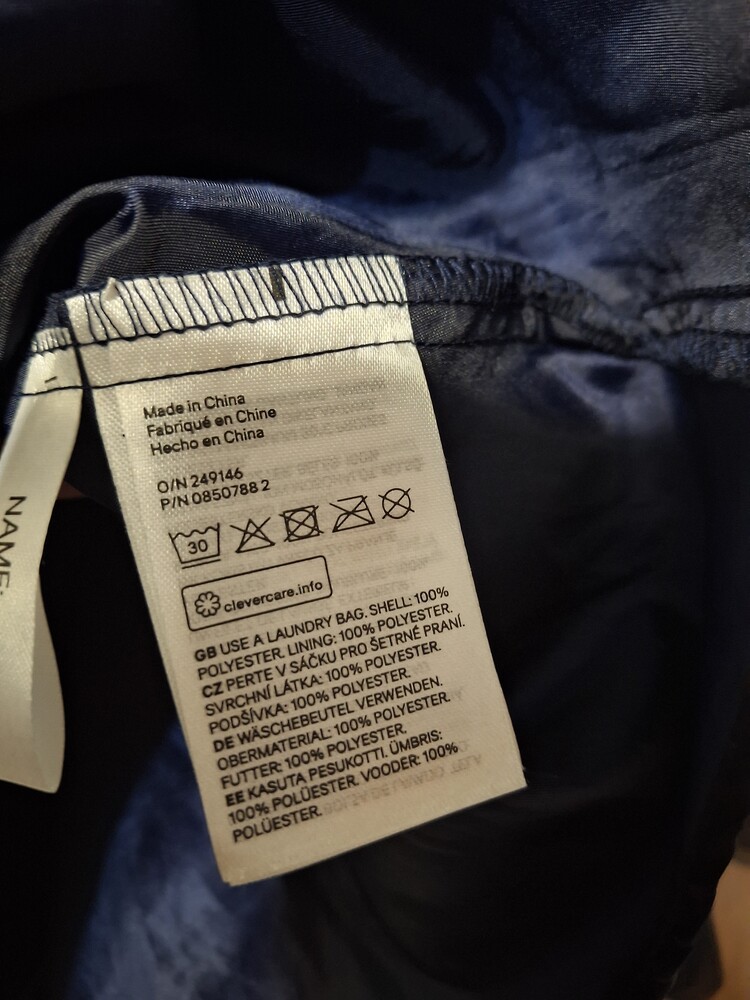 Made in China
Fabriqué en Chine
Hecho en China
O/N 249146
P/N 0850788 2
30
clevercare.info
GB USE A LAUNDRY BAG. SHELL: 100%
POLYESTER. LINING: 100% POLYESTER.
CZ PERTE V SÁČKU PRO ŠETRNÉ PRANÍ.
SVRCHNÍ LÁTKA: 100% POLYESTER.
PODŠÍVKA: 100% POLYESTER.
DE WÄSCHEBEUTEL VERWENDEN.
OBERMATERIAL: 100% POLYESTER.
FUTTER: 100% POLYESTER.
EE KASUTA PESUKOTTI. ÜMBRIS:
100% POLÜESTER. VOODER: 100%
POLÜESTER.
NAME: